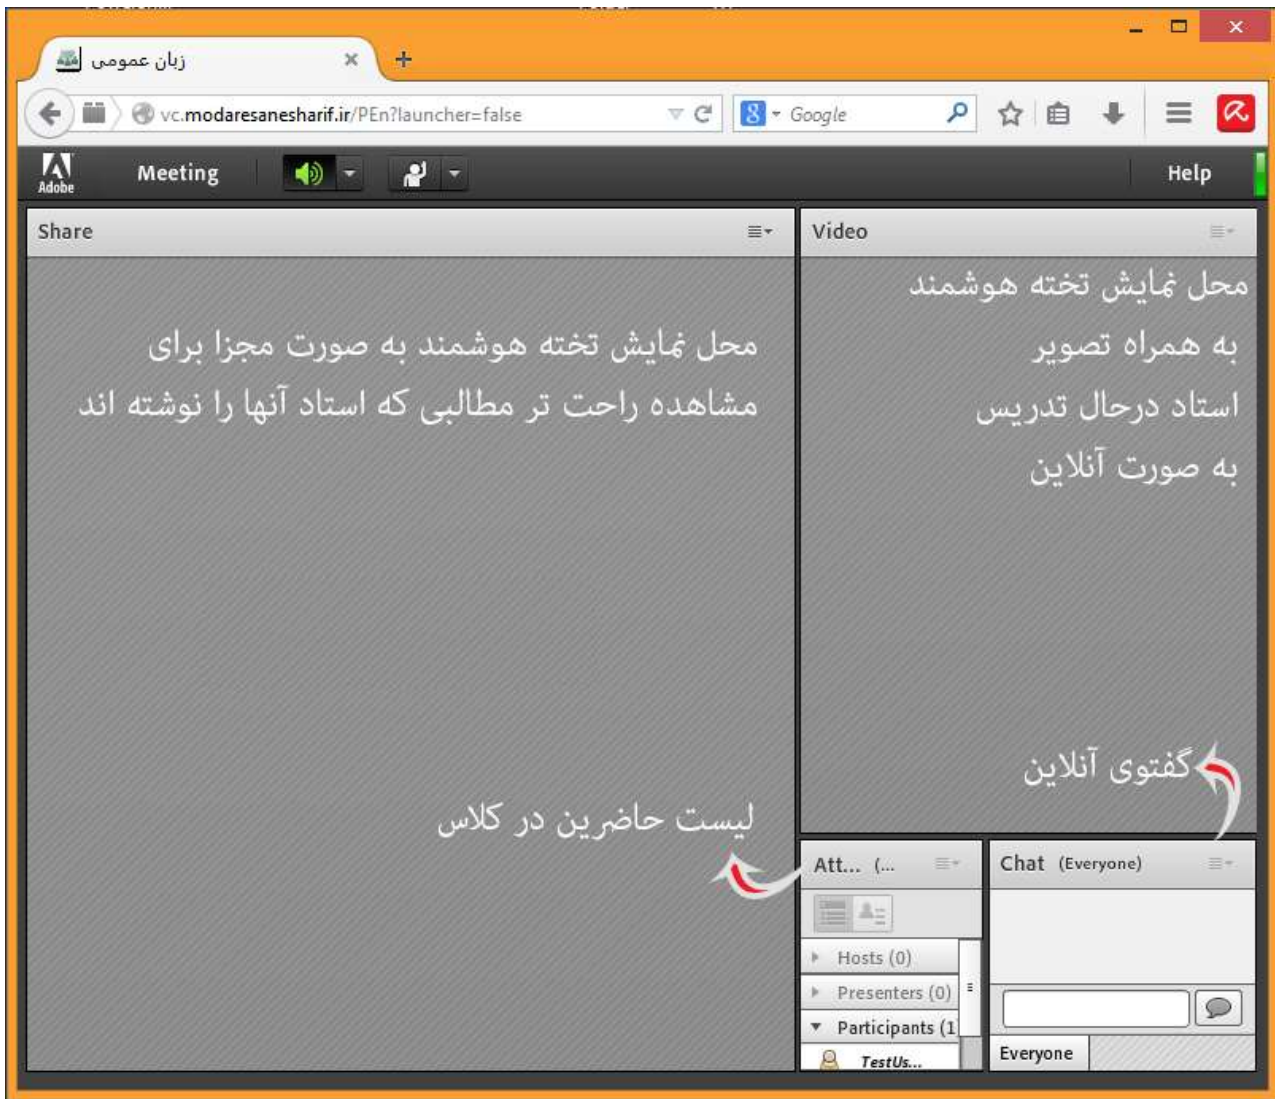 زبان عمومی
vc.modaresanesharif.ir/PEn?launcher=false
Google
Adobe
Meeting
Help
Share
Video
محل نمایش تخته هوشمند به صورت مجزا برای
مشاهده راحت تر مطالبی که استاد آنها را نوشته اند
محل نمایش تخته هوشمند
به همراه تصویر
استاد درحال تدریس
به صورت آنلاین
گفتوی آنلاین
لیست حاضرین در کلاس
Att... (...
Hosts (0)
Presenters (0)
Participants (1
TestUs...
Chat (Everyone)
Everyone